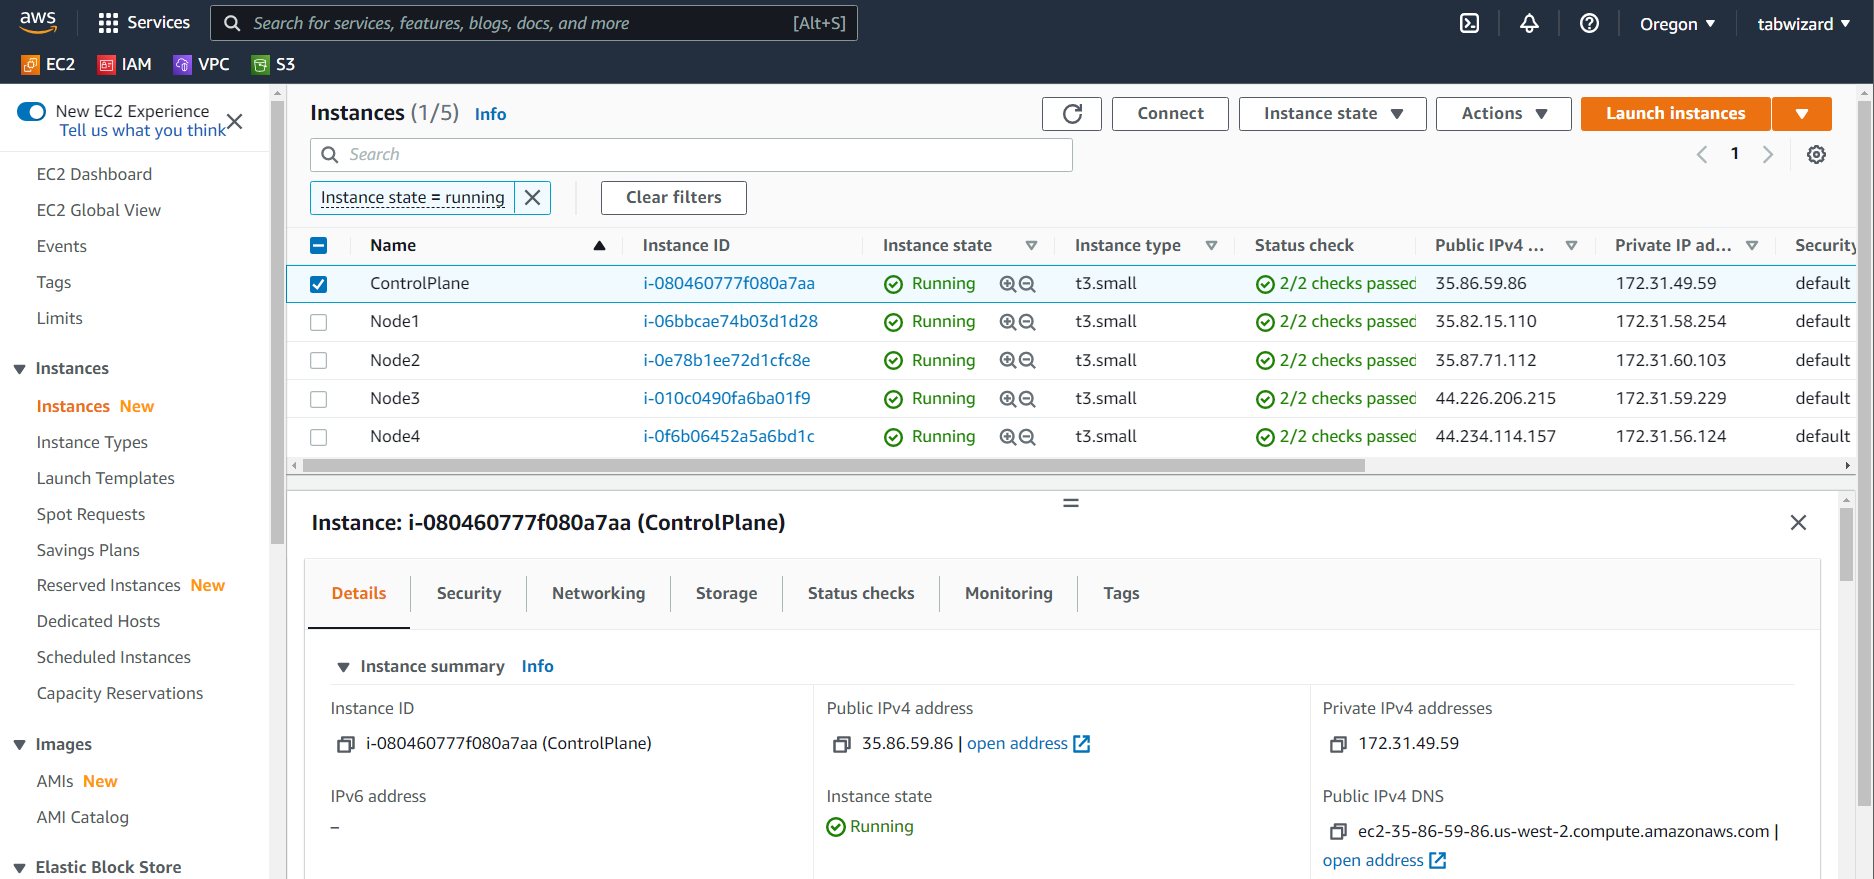 aws
Services
Search for services, features, blogs, docs, and more [Alt+S]
Oregon
tabwizard
EC2 IAM VPC S3
New EC2 Experience
Tell us what you think
EC2 Dashboard
EC2 Global View
Events
Tags
Limits
Instances
Instances New
Instance Types
Launch Templates
Spot Requests
Savings Plans
Reserved Instances New
Dedicated Hosts
Scheduled Instances
Capacity Reservations
Images
AMIs New
AMI Catalog
Elastic Block Store
Instances (1/5) Info
Connect
Instance state
Actions
Launch instances
Search
1
Instance state = running
Clear filters
Name Instance ID Instance state Instance type Status check Public IPv4 ... Private IP ad... Security
ControlPlane i-080460777f080a7aa Running t3.small 2/2 checks passed 35.86.59.86 172.31.49.59 default
Node1 i-06bbcae74b03d1d28 Running t3.small 2/2 checks passed 35.82.15.110 172.31.58.254 default
Node2 i-0e78b1ee72d1cfc8e Running t3.small 2/2 checks passed 35.87.71.112 172.31.60.103 default
Node3 i-010c0490fa6ba01f9 Running t3.small 2/2 checks passed 44.226.206.215 172.31.59.229 default
Node4 i-0f6b06452a5a6bd1c Running t3.small 2/2 checks passed 44.234.114.157 172.31.56.124 default
Instance: i-080460777f080a7aa (ControlPlane)
Details Security Networking Storage Status checks Monitoring Tags
Instance summary Info
Instance ID
i-080460777f080a7aa (ControlPlane)
Public IPv4 address
35.86.59.86 | open address
Private IPv4 addresses
172.31.49.59
IPv6 address
–
Instance state
Running
Public IPv4 DNS
ec2-35-86-59-86.us-west-2.compute.amazonaws.com |
open address